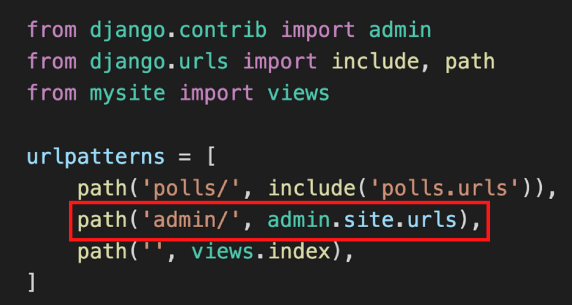 from django.contrib import admin
from django.urls import include, path
from mysite import views
urlpatterns = [
    path('polls/', include('polls.urls')),
    path('admin/', admin.site.urls),
    path('', views.index),
]